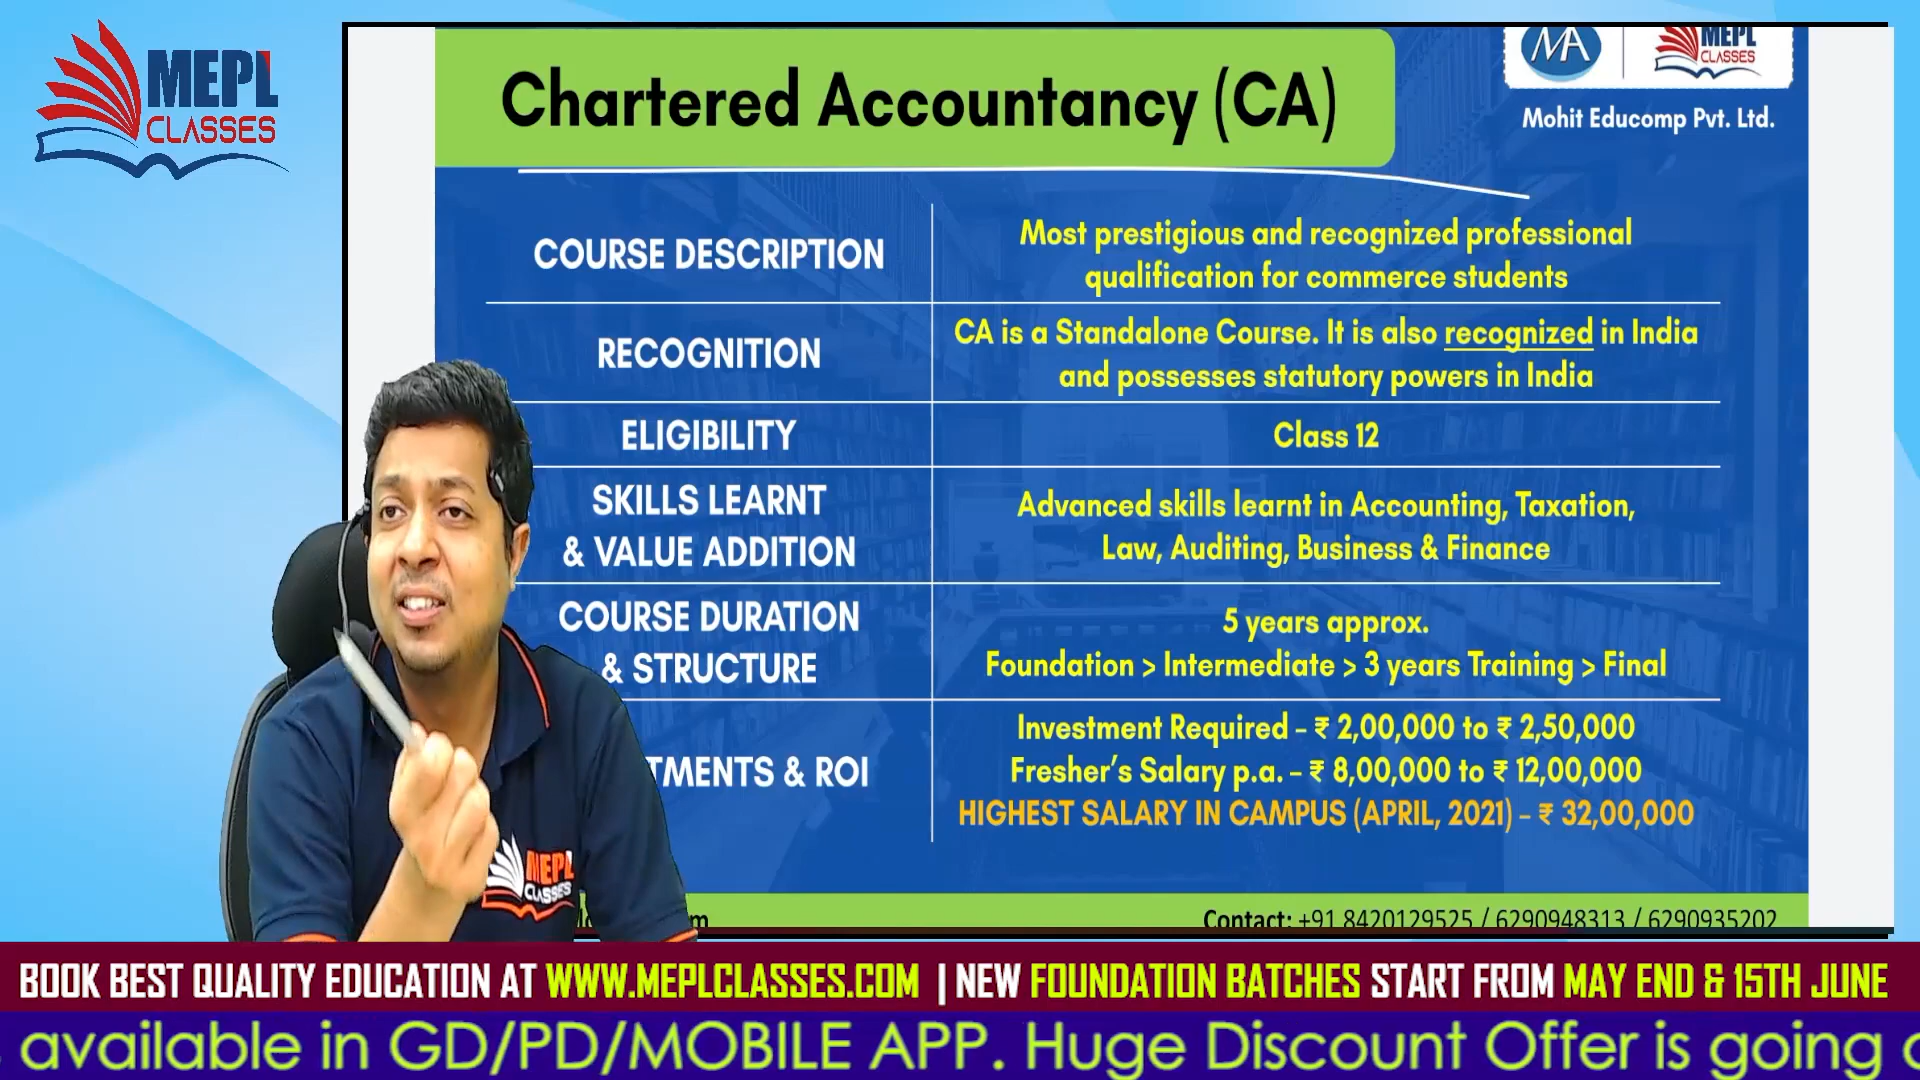 MEPL
CLASSES
Chartered Accountancy (CA)
MA
MEPL
CLASSES
Mohit Educomp Pvt. Ltd.
COURSE DESCRIPTION
Most prestigious and recognized professional
qualification for commerce students
RECOGNITION
CA is a Standalone Course. It is also recognized in India
and possesses statutory powers in India
ELIGIBILITY
Class 12
SKILLS LEARNT
& VALUE ADDITION
Advanced skills learnt in Accounting, Taxation,
Law, Auditing, Business & Finance
COURSE DURATION
& STRUCTURE
5 years approx.
Foundation > Intermediate > 3 years Training > Final
TMENTS & ROI
Investment Required – ₹ 2,00,000 to ₹ 2,50,000
Fresher's Salary p.a. – ₹ 8,00,000 to ₹ 12,00,000
HIGHEST SALARY IN CAMPUS (APRIL, 2021) – ₹ 32,00,000
MEPL
CLASSES
Contact: +91 8420129525 / 6290948313 / 6290935202
BOOK BEST QUALITY EDUCATION AT WWW.MEPLCLASSES.COM | NEW FOUNDATION BATCHES START FROM MAY END & 15TH JUNE
available in GD/PD/MOBILE APP. Huge Discount Offer is going